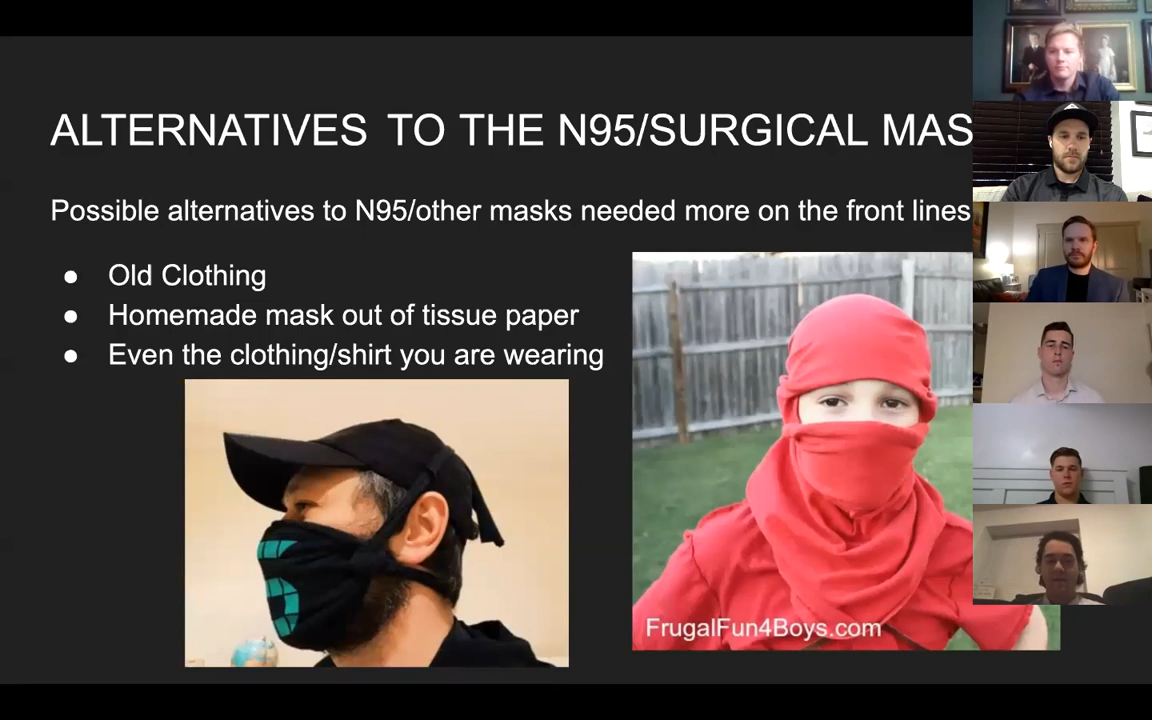 ALTERNATIVES TO THE N95/SURGICAL MAS
Possible alternatives to N95/other masks needed more on the front lines
● Old Clothing
● Homemade mask out of tissue paper
● Even the clothing/shirt you are wearing
FrugalFun4Boys.com